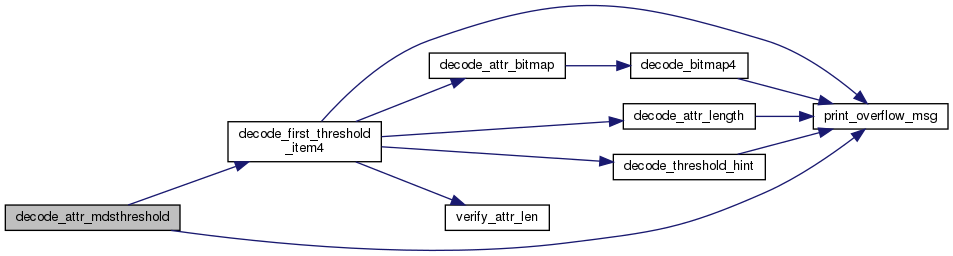 decode_attr_mdsthreshold
decode_first_threshold
_item4
decode_attr_bitmap
decode_bitmap4
decode_attr_length
decode_threshold_hint
verify_attr_len
print_overflow_msg